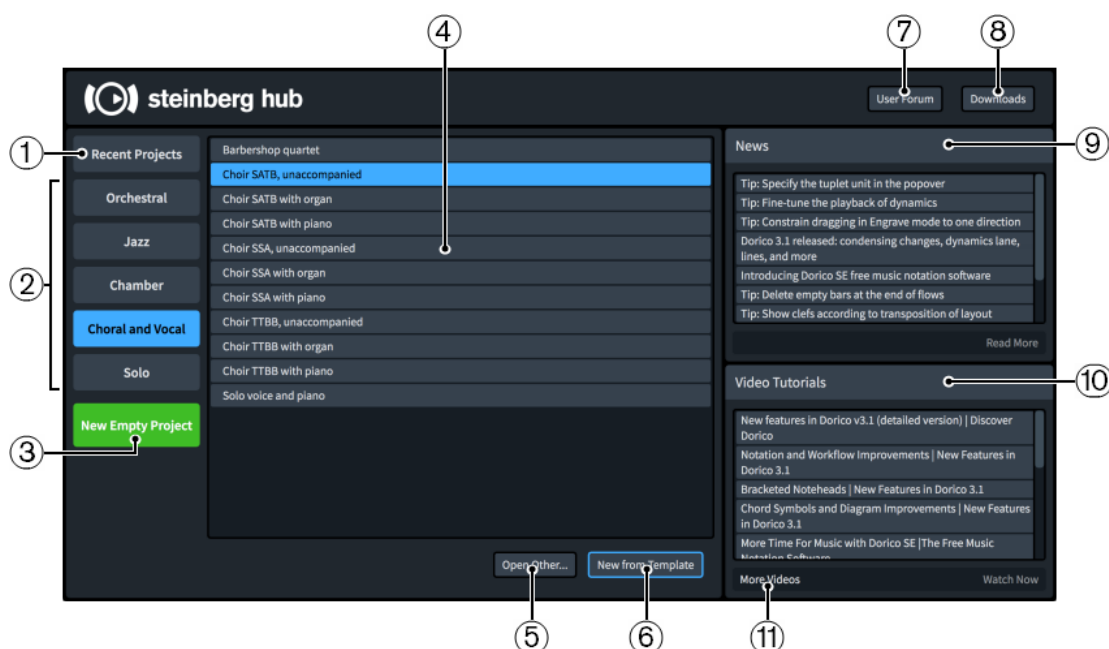 ④
⑦
⑧
steinberg hub
User Forum
Downloads
①
Recent Projects
②
Orchestral
Jazz
Chamber
Choral and Vocal
Solo
③
New Empty Project
Barbershop quartet
Choir SATB, unaccompanied
Choir SATB with organ
Choir SATB with piano
Choir SSA, unaccompanied
Choir SSA with organ
Choir SSA with piano
Choir TTBB, unaccompanied
Choir TTBB with organ
Choir TTBB with piano
Solo voice and piano
Open Other...
New from Template
⑤
⑥
News
⑨
Tip: Specify the tuplet unit in the popover
Tip: Fine-tune the playback of dynamics
Tip: Constrain dragging in Engrave mode to one direction
Dorico 3.1 released: condensing changes, dynamics lane,
lines, and more
Introducing Dorico SE free music notation software
Tip: Delete empty bars at the end of flows
Tip: Show clefs according to transposition of layout
Read More
Video Tutorials
⑩
New features in Dorico v3.1 (detailed version) | Discover
Dorico
Notation and Workflow Improvements | New Features in
Dorico 3.1
Bracketed Noteheads | New Features in Dorico 3.1
Chord Symbols and Diagram Improvements | New Features
in Dorico 3.1
More Time For Music with Dorico SE |The Free Music
Notation Software
More Videos
Watch Now
⑪